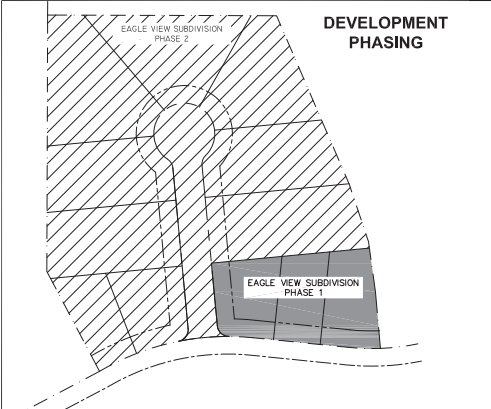 DEVELOPMENT
PHASING
EAGLE VIEW SUBDIVISION
PHASE 2
EAGLE VIEW SUBDIVISION
PHASE 1